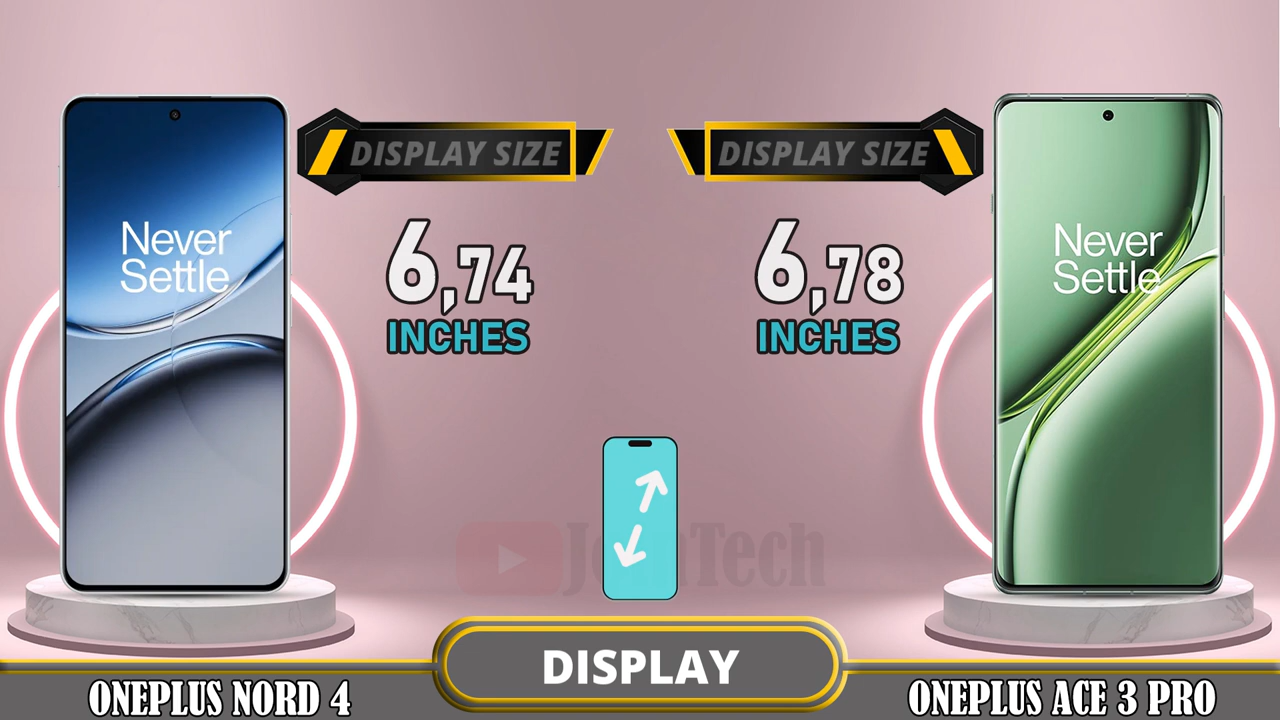 DISPLAY SIZE
DISPLAY SIZE
Never
Settle
6,74
INCHES
6,78
INCHES
Never
Settle
DISPLAY
ONEPLUS NORD 4
ONEPLUS ACE 3 PRO